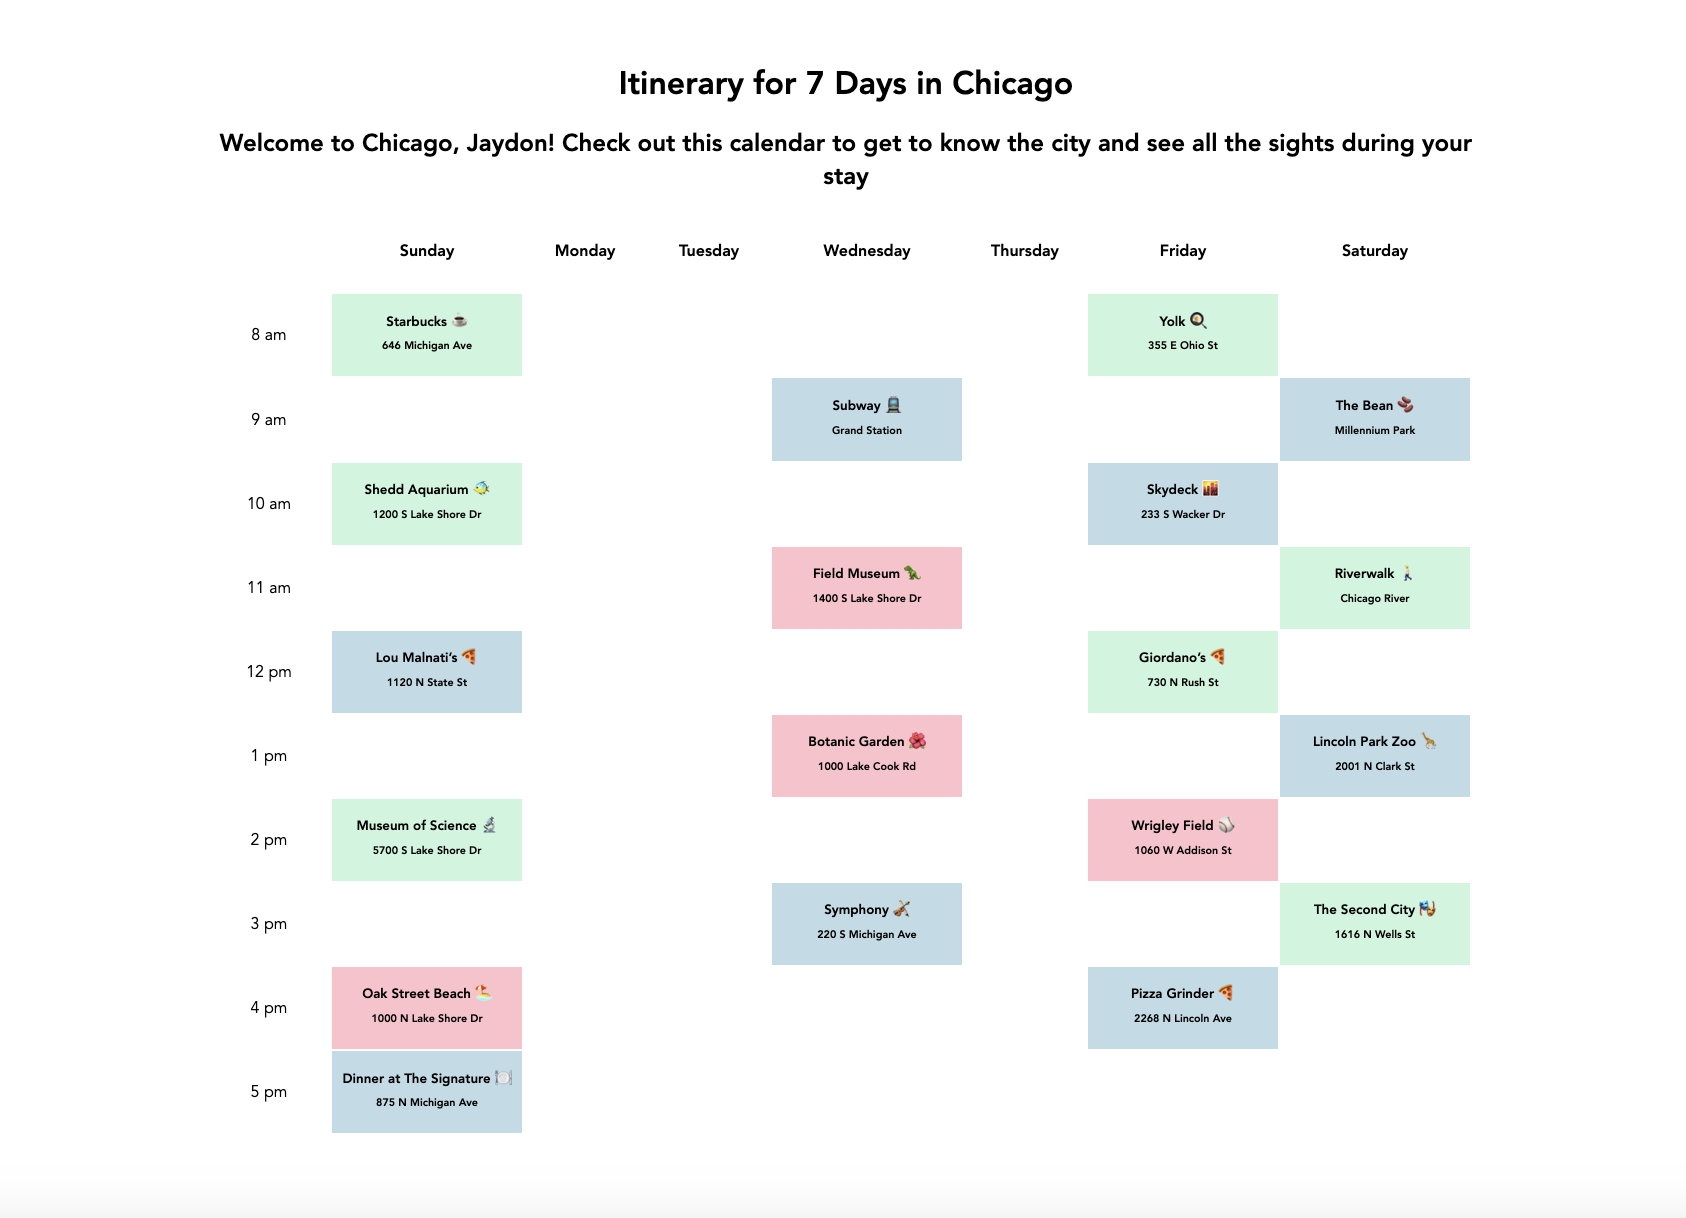 Itinerary for 7 Days in Chicago
Welcome to Chicago, Jaydon! Check out this calendar to get to know the city and see all the sights during your
stay
Sunday Monday Tuesday Wednesday Thursday Friday Saturday
8 am
Starbucks ☕
646 Michigan Ave
Yolk 🍳
355 E Ohio St
9 am
Subway 🚆
Grand Station
The Bean 🫘
Millennium Park
10 am
Shedd Aquarium 🐠
1200 S Lake Shore Dr
Skydeck 🌇
233 S Wacker Dr
11 am
Field Museum 🦖
1400 S Lake Shore Dr
Riverwalk 🚶
Chicago River
12 pm
Lou Malnati’s 🍕
1120 N State St
Giordano’s 🍕
730 N Rush St
1 pm
Botanic Garden 🌺
1000 Lake Cook Rd
Lincoln Park Zoo 🦒
2001 N Clark St
2 pm
Museum of Science 🔬
5700 S Lake Shore Dr
Wrigley Field ⚾
1060 W Addison St
3 pm
Symphony 🎻
220 S Michigan Ave
The Second City 🎭
1616 N Wells St
4 pm
Oak Street Beach 🏖
1000 N Lake Shore Dr
Pizza Grinder 🍕
2268 N Lincoln Ave
5 pm
Dinner at The Signature 🍽
875 N Michigan Ave